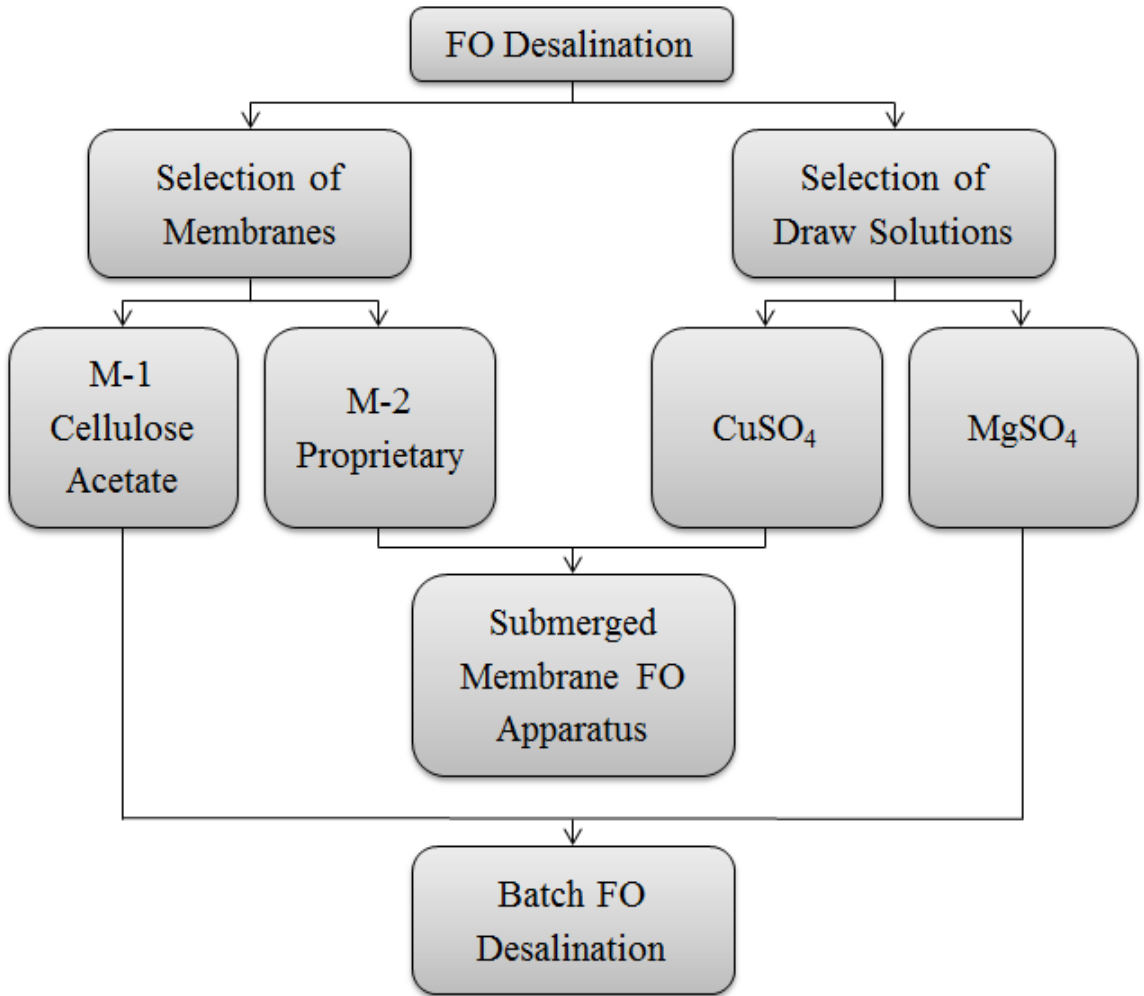 FO Desalination
Selection of
Membranes
Selection of
Draw Solutions
M-1
Cellulose
Acetate
M-2
Proprietary
CuSO₄
MgSO₄
Submerged
Membrane FO
Apparatus
Batch FO
Desalination